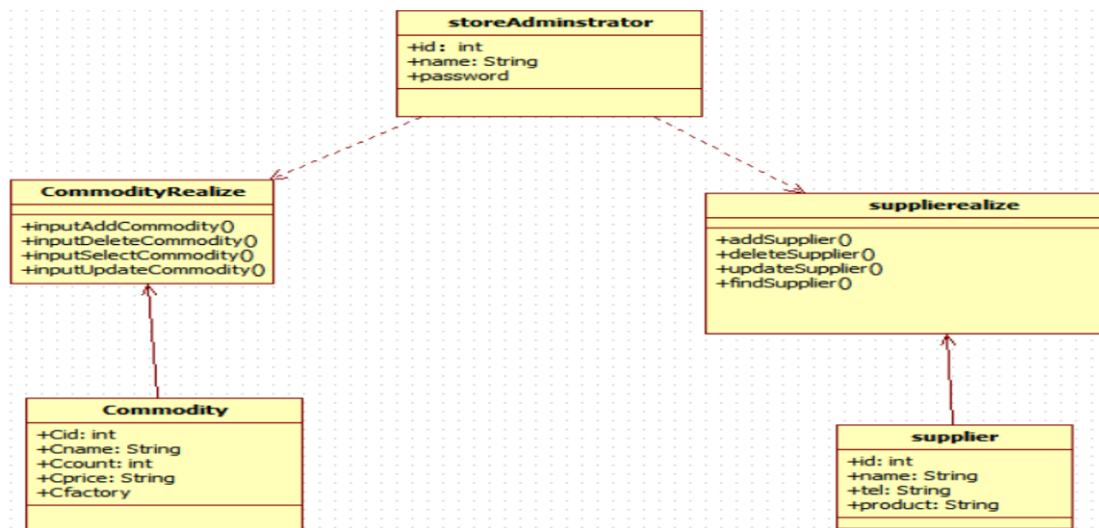 storeAdminstrator
+id: int
+name: String
+password
CommodityRealize
+inputAddCommodity()
+inputDeleteCommodity()
+inputSelectCommodity()
+inputUpdateCommodity()
supplierealize
+addSupplier()
+deleteSupplier()
+updateSupplier()
+findSupplier()
Commodity
+Cid: int
+Cname: String
+Ccount: int
+Cprice: String
+Cfactory
supplier
+id: int
+name: String
+tel: String
+product: String